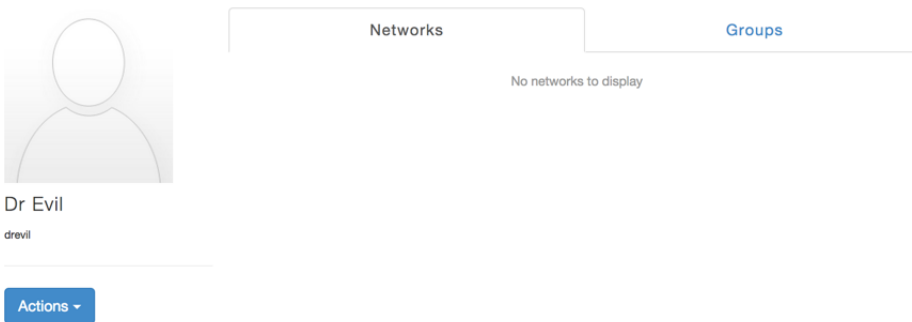 Networks
Groups
No networks to display
Dr Evil
drevil
Actions